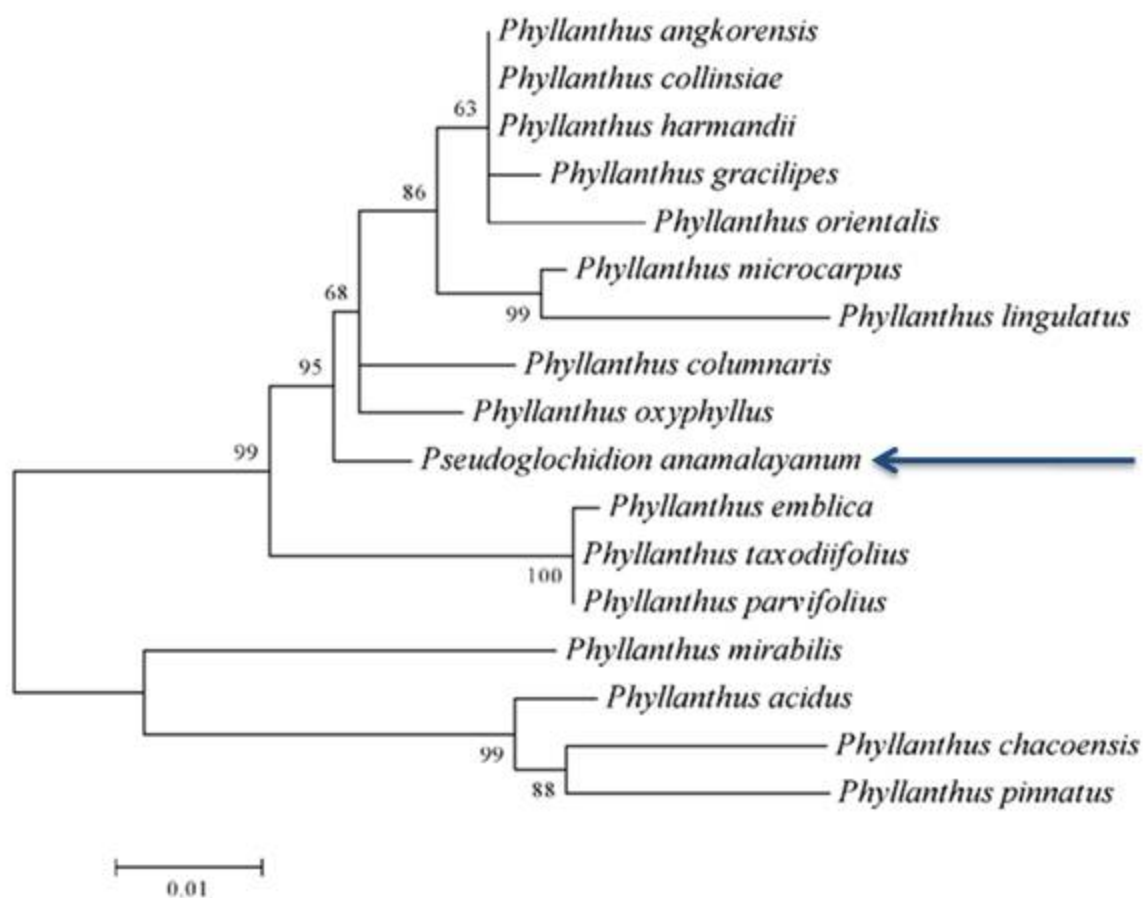 Phyllanthus angkorensis
Phyllanthus collinsiae
63
Phyllanthus harmandii
Phyllanthus gracilipes
86
Phyllanthus orientalis
Phyllanthus microcarpus
68
99
Phyllanthus lingulatus
95
Phyllanthus columnaris
Phyllanthus oxyphyllus
99
Pseudoglochidion anamalayanum
Phyllanthus emblica
Phyllanthus taxodiifolius
100
Phyllanthus parvifolius
Phyllanthus mirabilis
Phyllanthus acidus
99
Phyllanthus chacoensis
88
Phyllanthus pinnatus
0.01